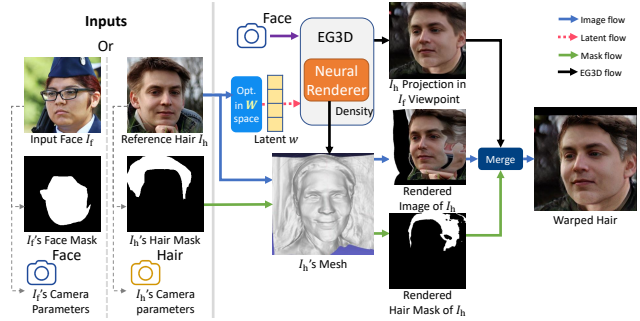 Inputs
Or
Input Face I_f
Reference Hair I_h
I_f's Face Mask
I_h's Hair Mask
Face
Hair
I_f's Camera
Parameters
I_h's Camera
parameters
Face
EG3D
Neural
Renderer
Density
Opt.
in W
space
Latent w
I_h's Mesh
I_h Projection in
I_f Viewpoint
Rendered
Image of I_h
Rendered
Hair Mask of I_h
Merge
Warped Hair
Image flow
Latent flow
Mask flow
EG3D flow